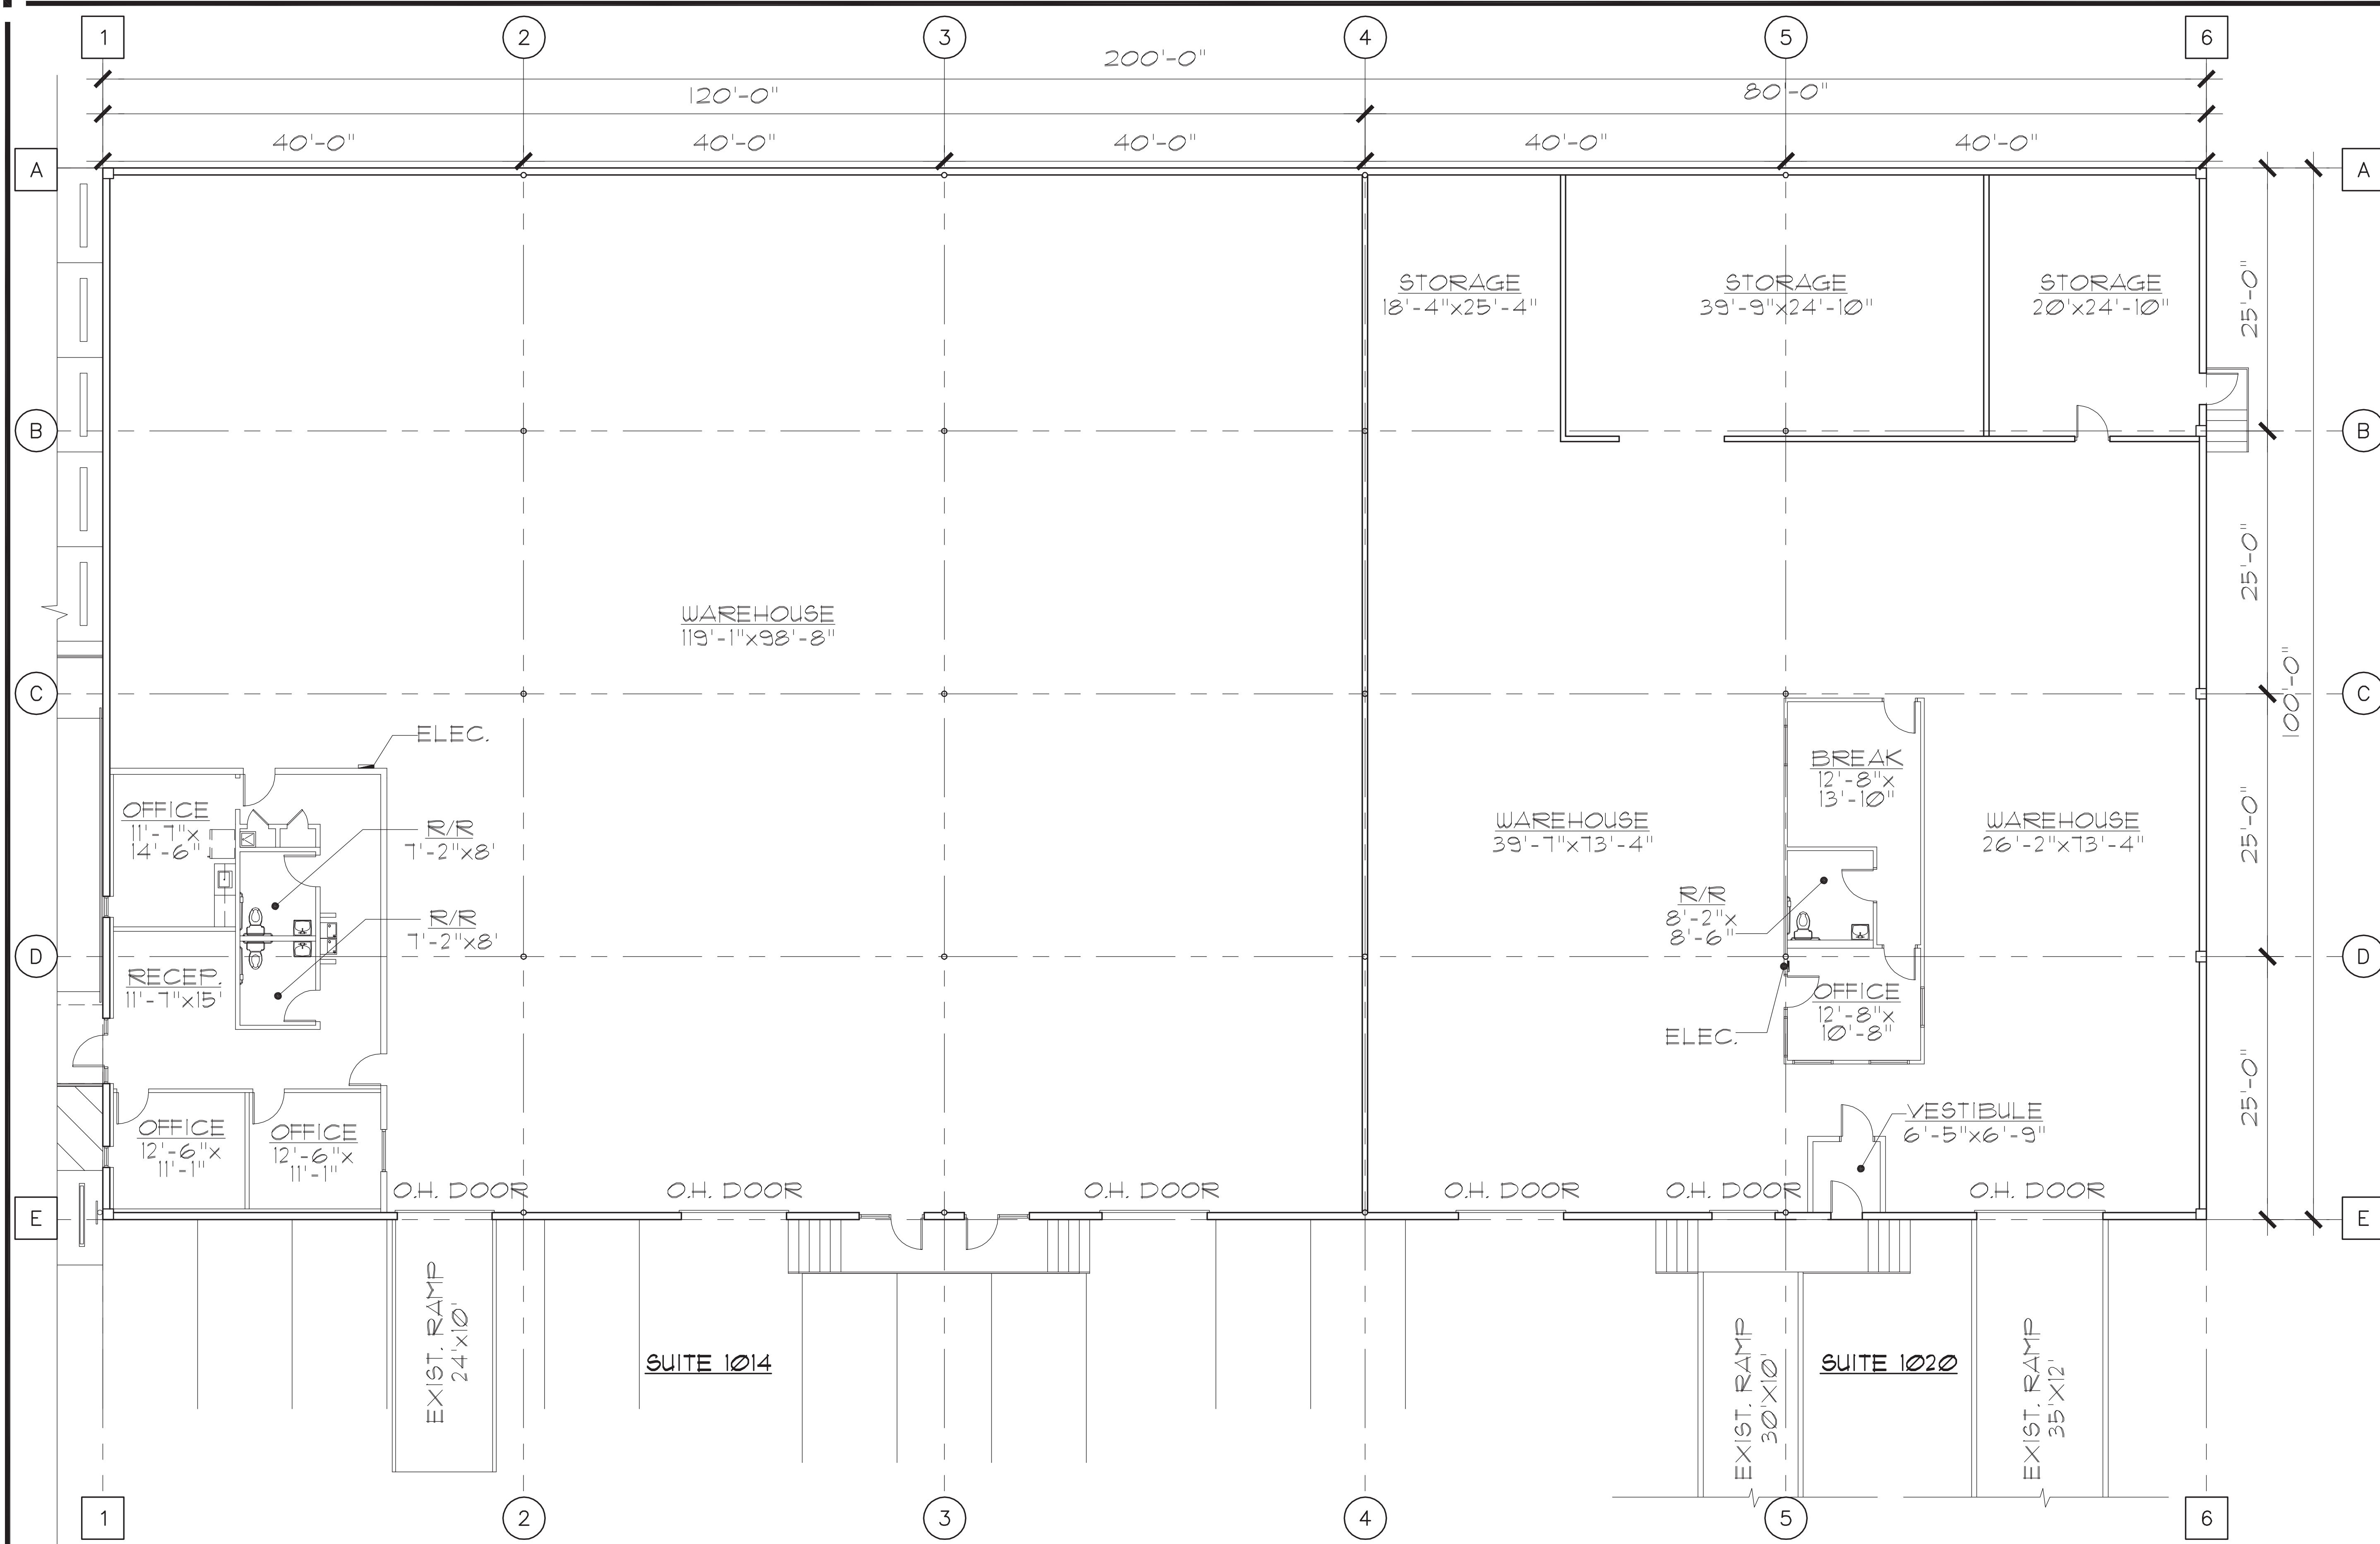 1
2
3
4
5
6
200'-0"
120'-0"
80'-0"
40'-0"
40'-0"
40'-0"
40'-0"
40'-0"
A
A
STORAGE
18'-4"x25'-4"
STORAGE
39'-9"x24'-10"
STORAGE
20'x24'-10"
25'-0"
B
B
25'-0"
WAREHOUSE
119'-1"x98'-8"
100'-0"
C
C
ELEC.
BREAK
12'-8"x
13'-10"
OFFICE
11'-7"x
14'-6"
R/R
7'-2"x8'
WAREHOUSE
39'-7"x73'-4"
WAREHOUSE
26'-2"x73'-4"
25'-0"
R/R
7'-2"x8'
R/R
8'-2"x
8'-6"
D
D
RECEP.
11'-7"x15'
OFFICE
12'-8"x
10'-8"
ELEC.
25'-0"
VESTIBULE
6'-5"x6'-9"
OFFICE
12'-6"x
11'-1"
OFFICE
12'-6"x
11'-1"
O.H. DOOR
O.H. DOOR
O.H. DOOR
O.H. DOOR
O.H. DOOR
O.H. DOOR
E
E
EXIST. RAMP
24'x10'
SUITE 1014
EXIST. RAMP
30'X10'
SUITE 1020
EXIST. RAMP
35'X12'
1
2
3
4
5
6